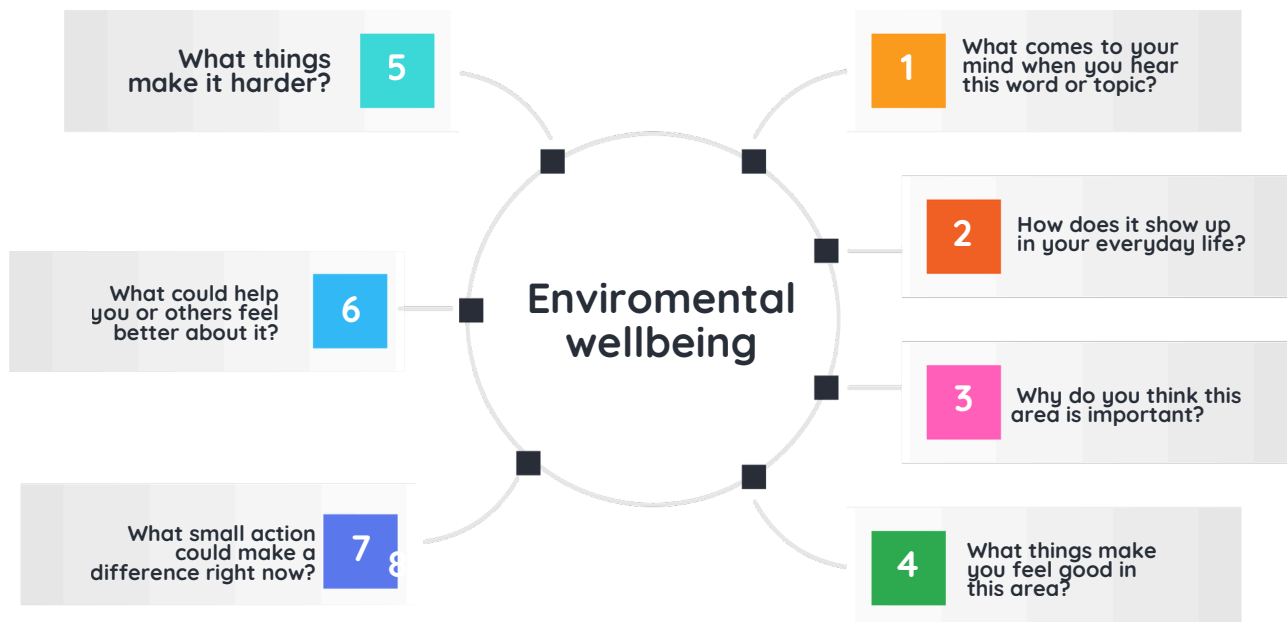 Enviromental
wellbeing
1
What comes to your
mind when you hear
this word or topic?
2
How does it show up
in your everyday life?
3
Why do you think this
area is important?
4
What things make
you feel good in
this area?
5
What things
make it harder?
6
What could help
you or others feel
better about it?
7
8
What small action
could make a
difference right now?